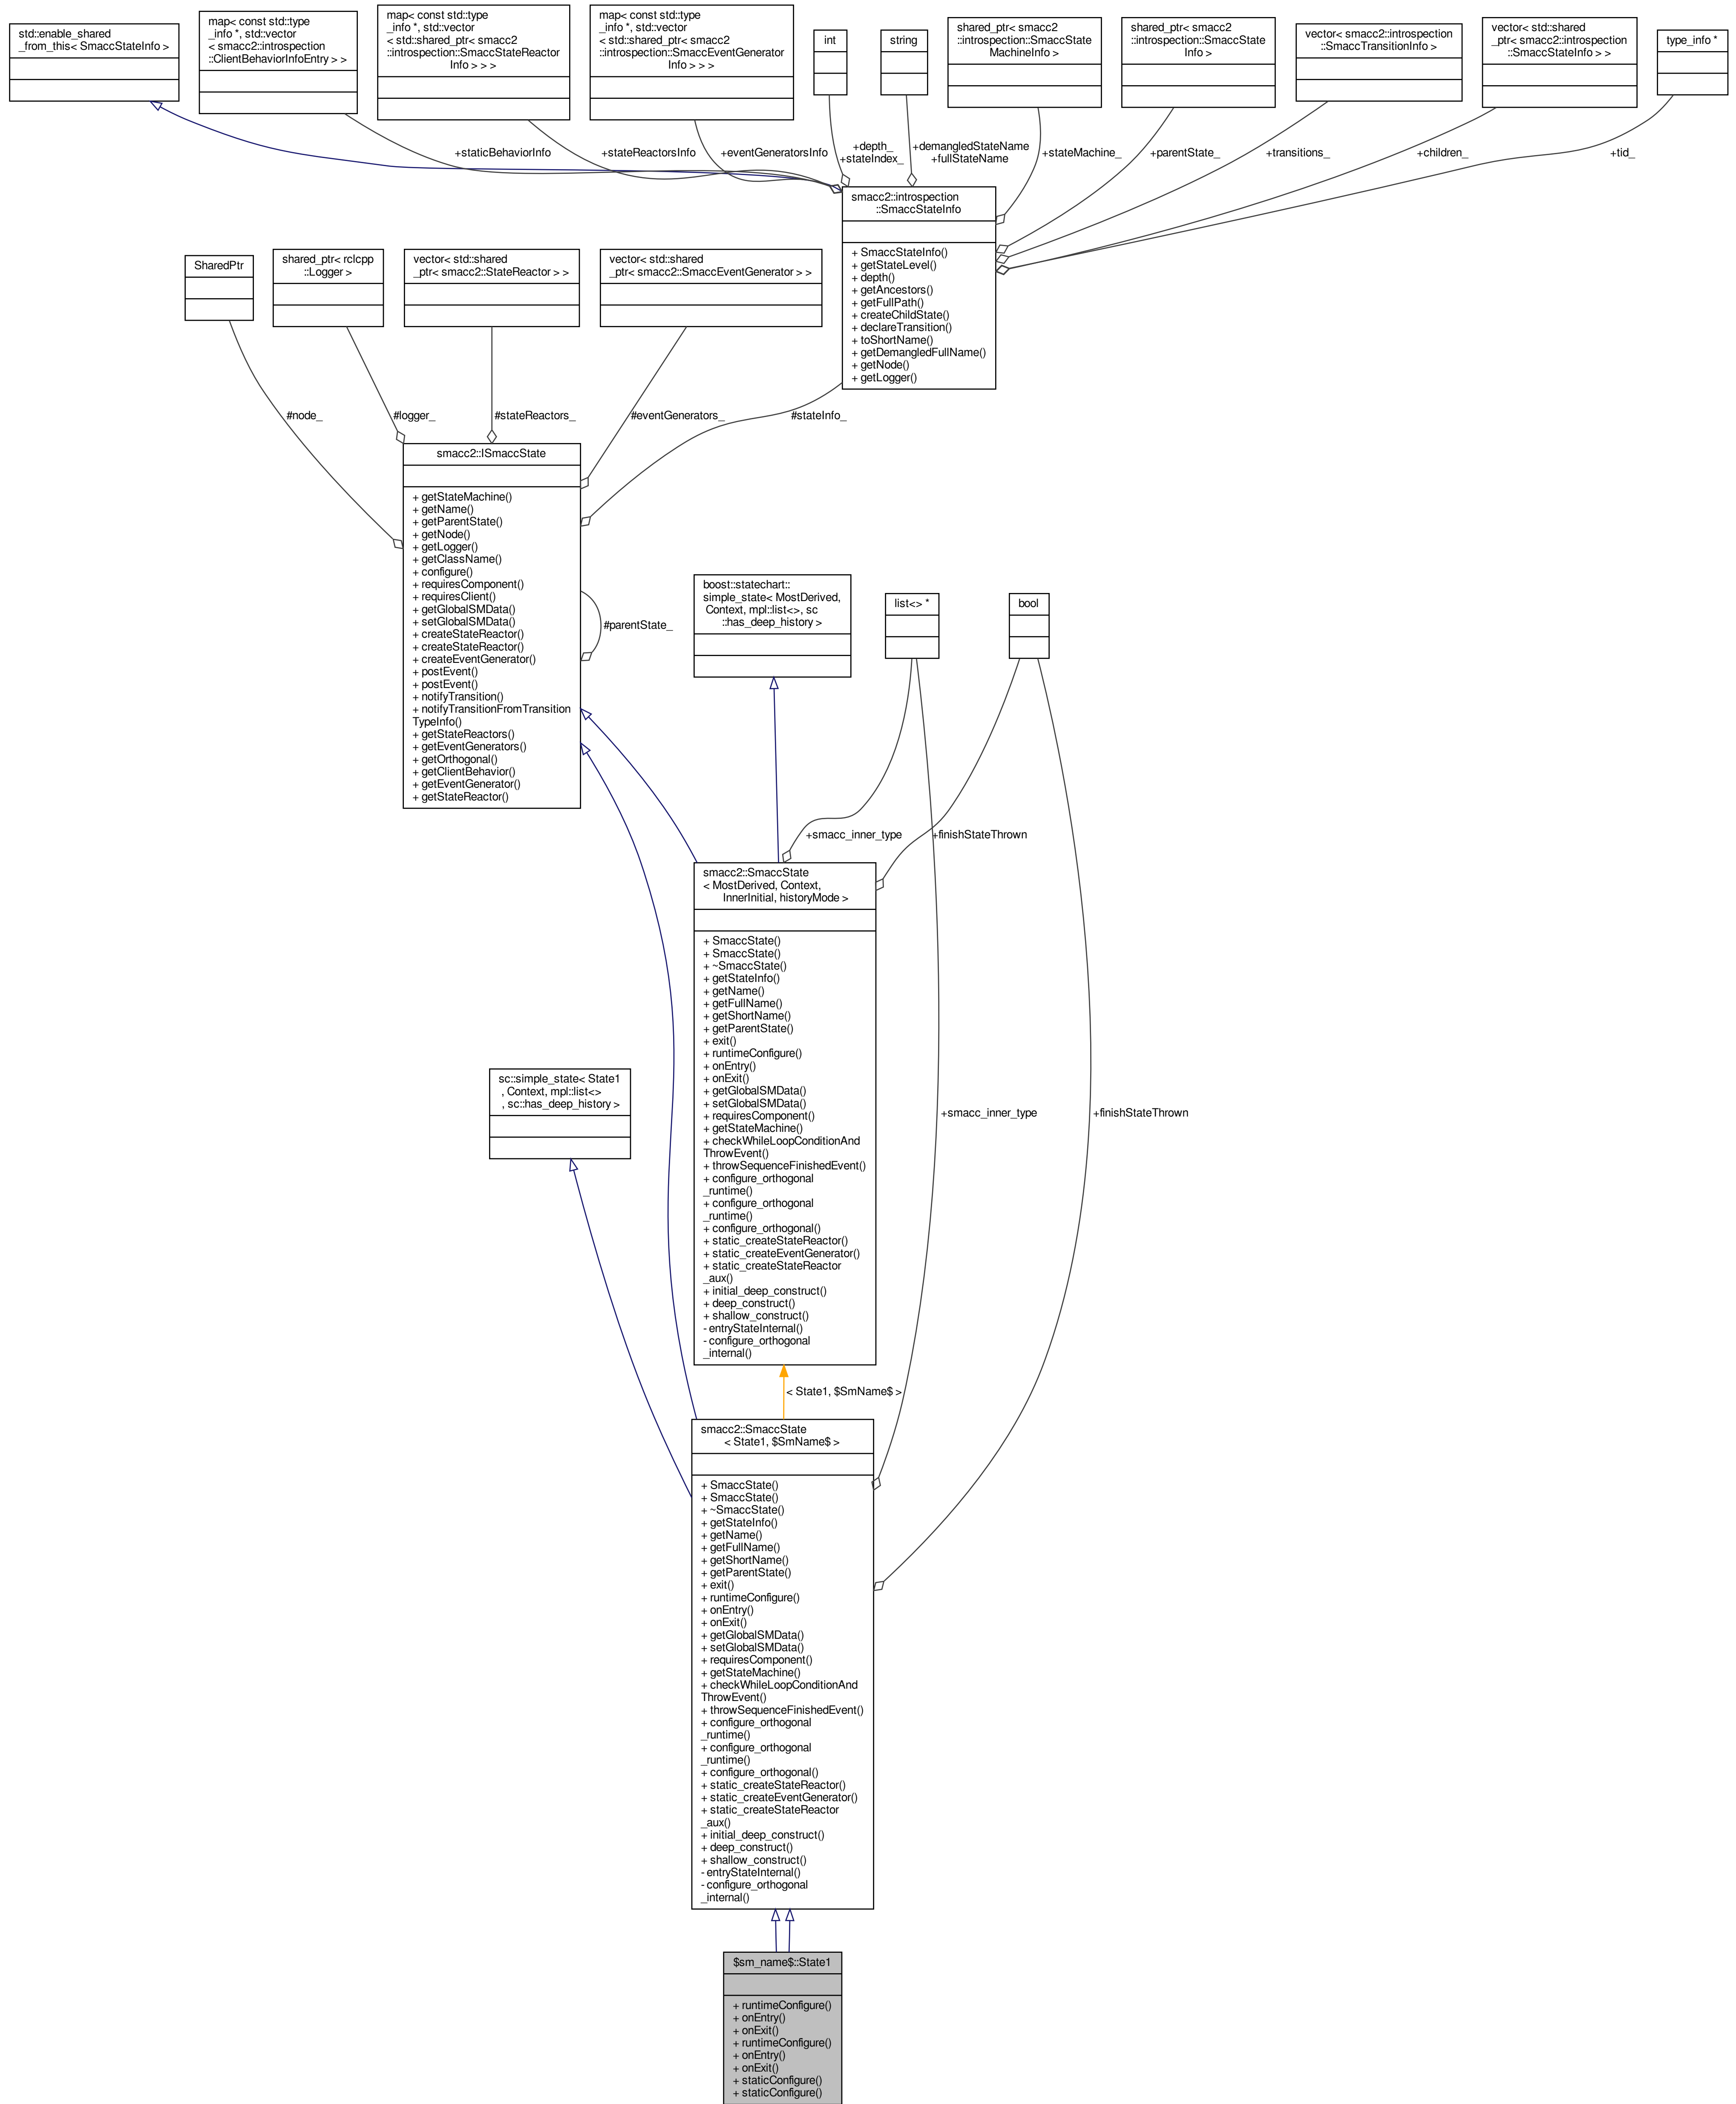 std::enable_shared
_from_this< SmaccStateInfo >
map< const std::type
_info *, std::vector
< smacc2::introspection
::ClientBehaviorInfoEntry > >
map< const std::type
_info *, std::vector
< std::shared_ptr< smacc2
::introspection::SmaccStateReactor
Info > > >
map< const std::type
_info *, std::vector
< std::shared_ptr< smacc2
::introspection::SmaccEventGenerator
Info > > >
int
string
shared_ptr< smacc2
::introspection::SmaccState
MachineInfo >
shared_ptr< smacc2
::introspection::SmaccState
Info >
vector< smacc2::introspection
::SmaccTransitionInfo >
vector< std::shared
_ptr< smacc2::introspection
::SmaccStateInfo > >
type_info *
+staticBehaviorInfo
+stateReactorsInfo
+eventGeneratorsInfo
+depth_
+stateIndex_
+demangledStateName
+fullStateName
+stateMachine_
+parentState_
+transitions_
+children_
+tid_
smacc2::introspection
::SmaccStateInfo
+ SmaccStateInfo()
+ getStateLevel()
+ depth()
+ getAncestors()
+ getFullPath()
+ createChildState()
+ declareTransition()
+ toShortName()
+ getDemangledFullName()
+ getNode()
+ getLogger()
SharedPtr
shared_ptr< rclcpp
::Logger >
vector< std::shared
_ptr< smacc2::StateReactor > >
vector< std::shared
_ptr< smacc2::SmaccEventGenerator > >
#node_
#logger_
#stateReactors_
#eventGenerators_
#stateInfo_
smacc2::ISmaccState
+ getStateMachine()
+ getName()
+ getParentState()
+ getNode()
+ getLogger()
+ getClassName()
+ configure()
+ requiresComponent()
+ requiresClient()
+ getGlobalSMData()
+ setGlobalSMData()
+ createStateReactor()
+ createStateReactor()
+ createEventGenerator()
+ postEvent()
+ postEvent()
+ notifyTransition()
+ notifyTransitionFromTransition
TypeInfo()
+ getStateReactors()
+ getEventGenerators()
+ getOrthogonal()
+ getClientBehavior()
+ getEventGenerator()
+ getStateReactor()
#parentState_
boost::statechart::
simple_state< MostDerived,
Context, mpl::list<>, sc
::has_deep_history >
list<> *
bool
+smacc_inner_type
+finishStateThrown
smacc2::SmaccState
< MostDerived, Context,
InnerInitial, historyMode >
+ SmaccState()
+ SmaccState()
+ ~SmaccState()
+ getStateInfo()
+ getName()
+ getFullName()
+ getShortName()
+ getParentState()
+ exit()
+ runtimeConfigure()
+ onEntry()
+ onExit()
+ getGlobalSMData()
+ setGlobalSMData()
+ requiresComponent()
+ getStateMachine()
+ checkWhileLoopConditionAnd
ThrowEvent()
+ throwSequenceFinishedEvent()
+ configure_orthogonal
_runtime()
+ configure_orthogonal
_runtime()
+ configure_orthogonal()
+ static_createStateReactor()
+ static_createEventGenerator()
+ static_createStateReactor
_aux()
+ initial_deep_construct()
+ deep_construct()
+ shallow_construct()
- entryStateInternal()
- configure_orthogonal
_internal()
sc::simple_state< State1
, Context, mpl::list<>
, sc::has_deep_history >
+smacc_inner_type
+finishStateThrown
< State1, $SmName$ >
smacc2::SmaccState
< State1, $SmName$ >
+ SmaccState()
+ SmaccState()
+ ~SmaccState()
+ getStateInfo()
+ getName()
+ getFullName()
+ getShortName()
+ getParentState()
+ exit()
+ runtimeConfigure()
+ onEntry()
+ onExit()
+ getGlobalSMData()
+ setGlobalSMData()
+ requiresComponent()
+ getStateMachine()
+ checkWhileLoopConditionAnd
ThrowEvent()
+ throwSequenceFinishedEvent()
+ configure_orthogonal
_runtime()
+ configure_orthogonal
_runtime()
+ configure_orthogonal()
+ static_createStateReactor()
+ static_createEventGenerator()
+ static_createStateReactor
_aux()
+ initial_deep_construct()
+ deep_construct()
+ shallow_construct()
- entryStateInternal()
- configure_orthogonal
_internal()
$sm_name$::State1
+ runtimeConfigure()
+ onEntry()
+ onExit()
+ runtimeConfigure()
+ onEntry()
+ onExit()
+ staticConfigure()
+ staticConfigure()